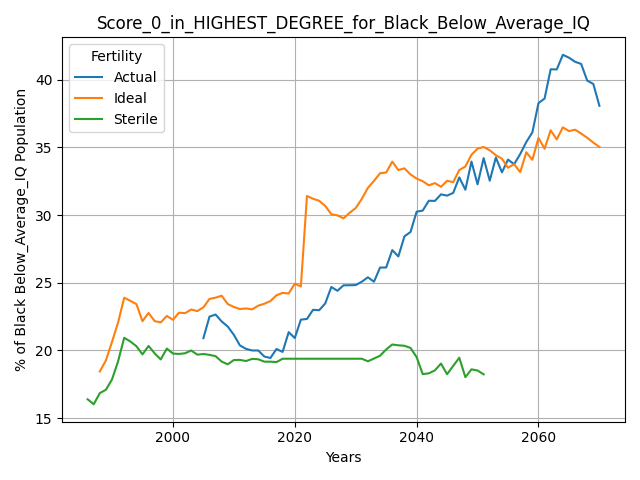 Score_0_in_HIGHEST_DEGREE_for_Black_Below_Average_IQ
Fertility
Actual
Ideal
Sterile
% of Black Below_Average_IQ Population
40
35
30
25
20
15
2000
2020
2040
2060
Years